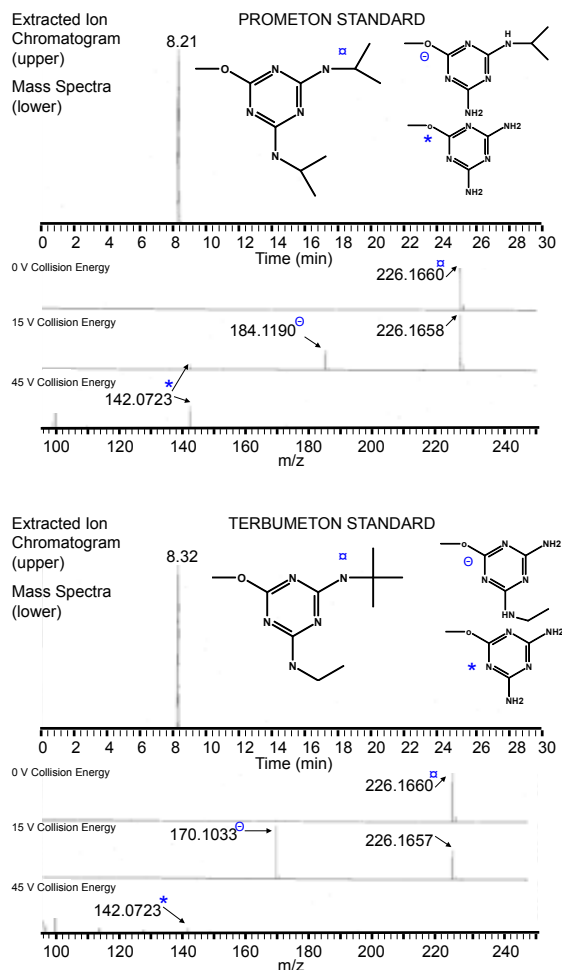 Extracted Ion
Chromatogram
(upper)
Mass Spectra
(lower)
PROMETON STANDARD
8.21
¤
O
N
N
H
N
N
N
N
H
O
N
N
N
Θ
N
N
NH2
O
N
NH2
*
N
N
NH2
0 2 4 6 8 10 12 14 16 18 20 22 24 26 28 30
Time (min)
0 V Collision Energy
¤
226.1660
15 V Collision Energy
184.1190Θ
226.1658
45 V Collision Energy
*
142.0723
100 120 140 160 180 200 220 240
m/z
Extracted Ion
Chromatogram
(upper)
Mass Spectra
(lower)
TERBUMETON STANDARD
8.32
¤
O
N
N
N
N
N
O
N
NH2
Θ
N
N
HN
O
N
NH2
*
N
N
NH2
0 2 4 6 8 10 12 14 16 18 20 22 24 26 28 30
Time (min)
0 V Collision Energy
226.1660¤
15 V Collision Energy
170.1033Θ
226.1657
45 V Collision Energy
142.0723*
100 120 140 160 180 200 220 240
m/z